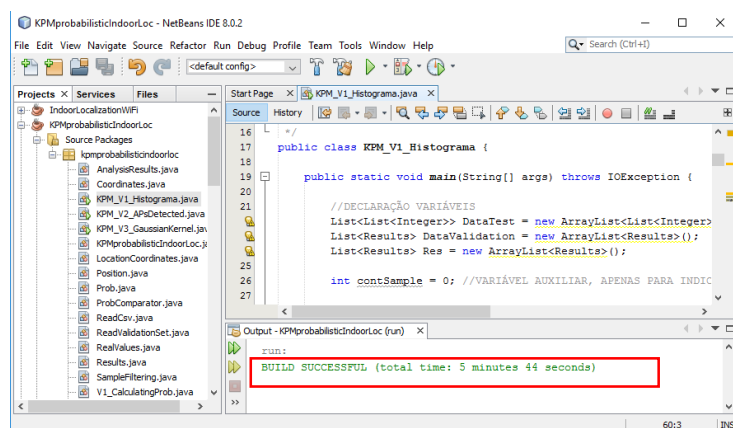 KPMprobabilisticIndoorLoc - NetBeans IDE 8.0.2
File Edit View Navigate Source Refactor Run Debug Profile Team Tools Window Help
Search (Ctrl+I)
<default config>
Projects Services Files
IndoorLocalizationWiFi
KPMprobabilisticIndoorLoc
Source Packages
kpmprobabilisticindoorloc
AnalysisResults.java
Coordinates.java
KPM_V1_Histograma.java
KPM_V2_APsDetected.java
KPM_V3_GaussianKernel.jav
KPMprobabilisticIndoorLoc.ja
LocationCoordinates.java
Position.java
Prob.java
ProbComparator.java
ReadCsv.java
ReadValidationSet.java
RealValues.java
Results.java
SampleFiltering.java
V1_CalculatingProb.java
Start Page KPM_V1_Histograma.java
Source History
16 */
17 public class KPM_V1_Histograma {
18
19 public static void main(String[] args) throws IOException {
20
21 //DECLARAÇÃO VARIÁVEIS
List<List<Integer>> DataTest = new ArrayList<List<Integer>
List<Results> DataValidation = new ArrayList<Results>();
List<Results> Res = new ArrayList<Results>();
25
26 int contSample = 0; //VARIÁVEL AUXILIAR, APENAS PARA INDIC
27
Output - KPMprobabilisticIndoorLoc (run)
run:
BUILD SUCCESSFUL (total time: 5 minutes 44 seconds)
60:3 INS